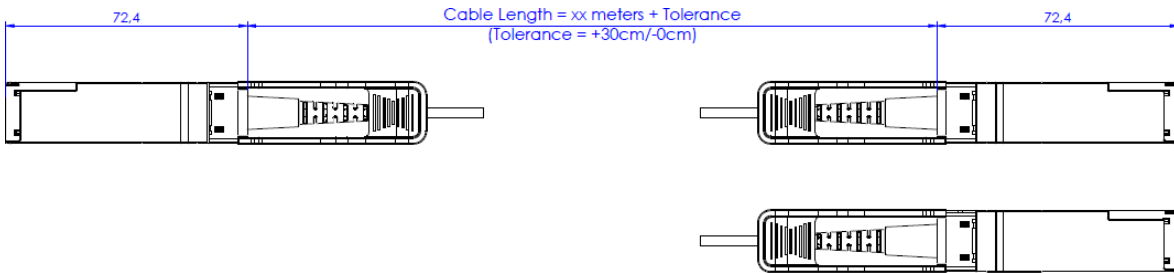 72,4
Cable Length = xx meters + Tolerance
72,4
(Tolerance = +30cm/-0cm)